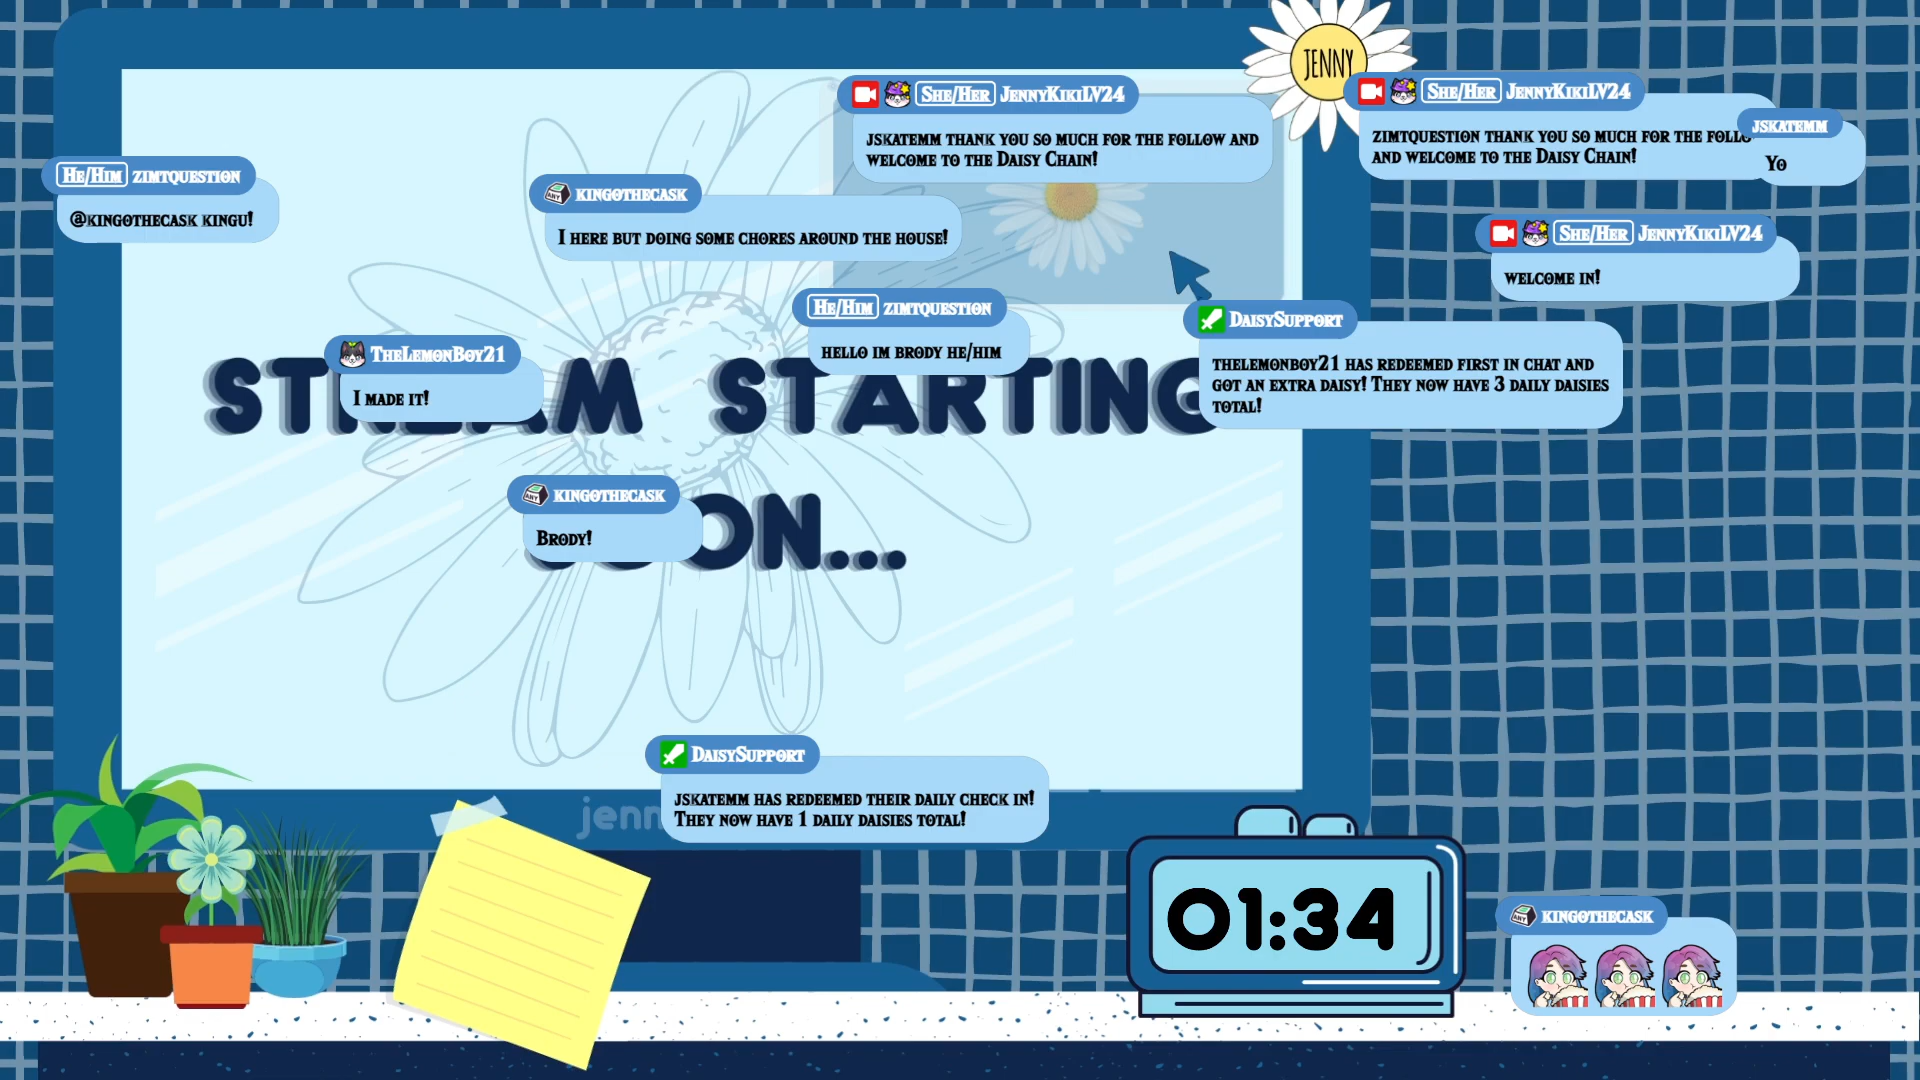 JENNY
She/Her JennyKikiLV24
jskatemm thank you so much for the follow and
welcome to the Daisy Chain!
She/Her JennyKikiLV24
zimtquestion thank you so much for the
and welcome to the Daisy Chain!
jskatemm
Yo
He/Him zimtquestion
@kingothecask kingu!
ANY kingothecask
I here but doing some chores around the house!
She/Her JennyKikiLV24
welcome in!
He/Him zimtquestion
hello im brody he/him
DaisySupport
thelemonboy21 has redeemed first in chat and
got an extra daisy! They now have 3 daily daisies
total!
TheLemonBoy21
I made it!
STARTING
ANY kingothecask
Brody!
DaisySupport
jskatemm has redeemed their daily check in!
They now have 1 daily daisies total!
01:34
ANY kingothecask